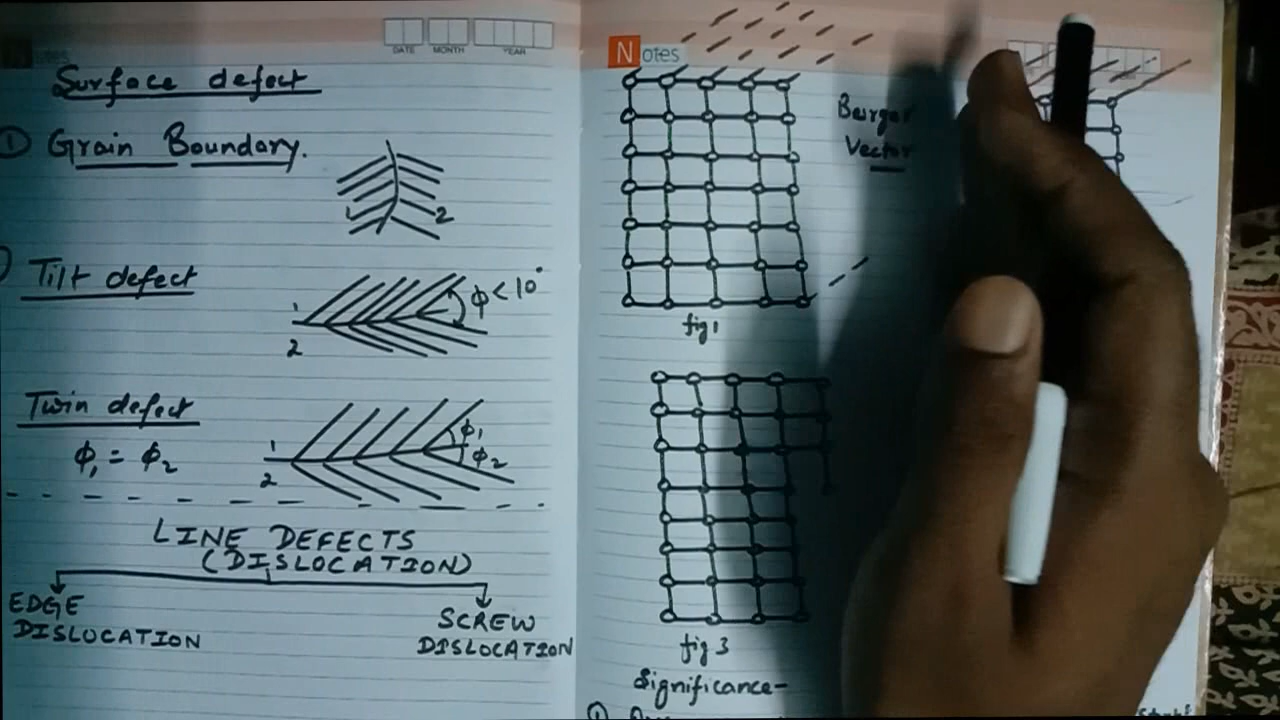 DATE MONTH YEAR
Surface defect
① Grain Boundary.
1 2
Tilt defect
ϕ < 10°
1
2
Twin defect
ϕ₁ = ϕ₂
1
2
ϕ₁
ϕ₂
LINE DEFECTS
(DISLOCATION)
EDGE
DISLOCATION
SCREW
DISLOCATION
Notes
Burger
Vector
fig 1
fig 3
Significance-
①